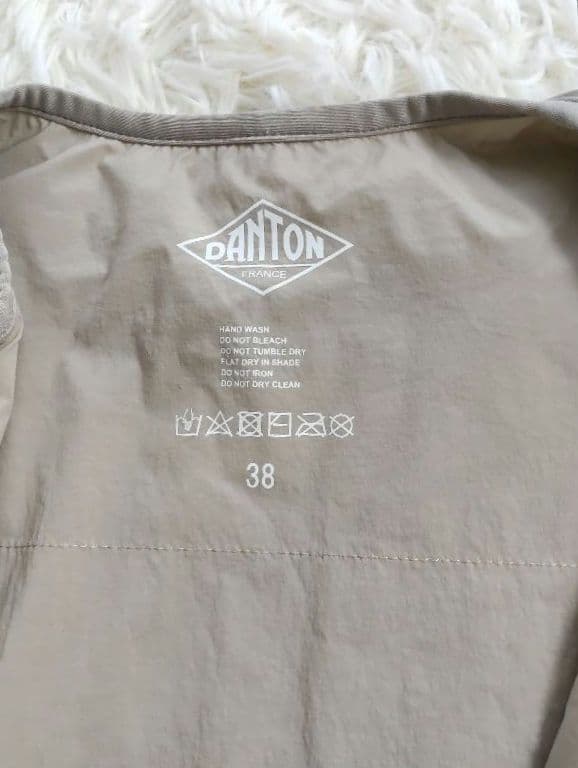 DANTON
FRANCE
HAND WASH
DO NOT BLEACH
DO NOT TUMBLE DRY
FLAT DRY IN SHADE
DO NOT IRON
DO NOT DRY CLEAN
38